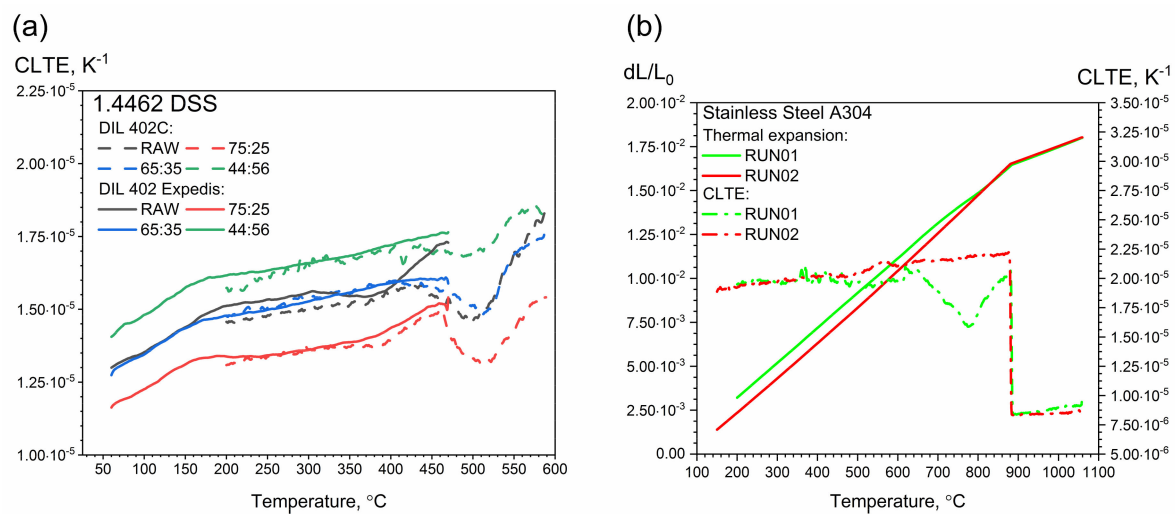 (a)
CLTE, K-1
2.25·10-5
2.00·10-5
1.75·10-5
1.50·10-5
1.25·10-5
1.00·10-5
1.4462 DSS
DIL 402C:
RAW 75:25
65:35 44:56
DIL 402 Expedis:
RAW 75:25
65:35 44:56
50 100 150 200 250 300 350 400 450 500 550 600
Temperature, °C
(b)
dL/L0
CLTE, K-1
2.00·10-2
1.75·10-2
1.50·10-2
1.25·10-2
1.00·10-2
7.50·10-3
5.00·10-3
2.50·10-3
0.00
Stainless Steel A304
Thermal expansion:
RUN01
RUN02
CLTE:
RUN01
RUN02
3.50·10-5
3.25·10-5
3.00·10-5
2.75·10-5
2.50·10-5
2.25·10-5
2.00·10-5
1.75·10-5
1.50·10-5
1.25·10-5
1.00·10-5
7.50·10-6
5.00·10-6
100 200 300 400 500 600 700 800 900 1000 1100
Temperature, °C